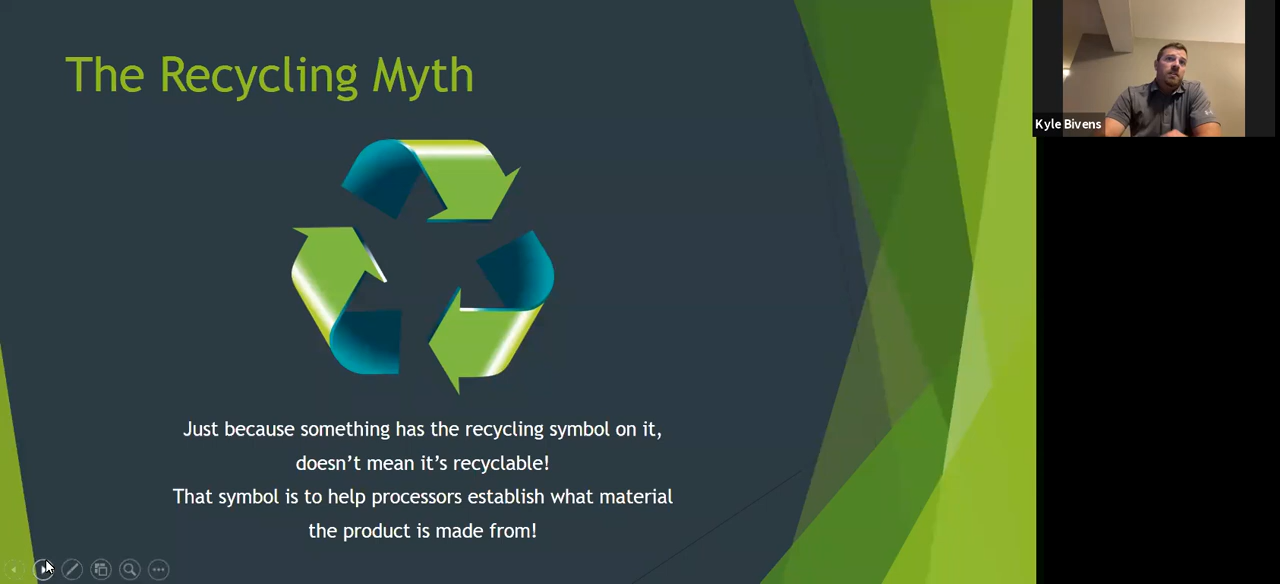 The Recycling Myth
Kyle Bivens
Just because something has the recycling symbol on it,
doesn’t mean it’s recyclable!
That symbol is to help processors establish what material
the product is made from!